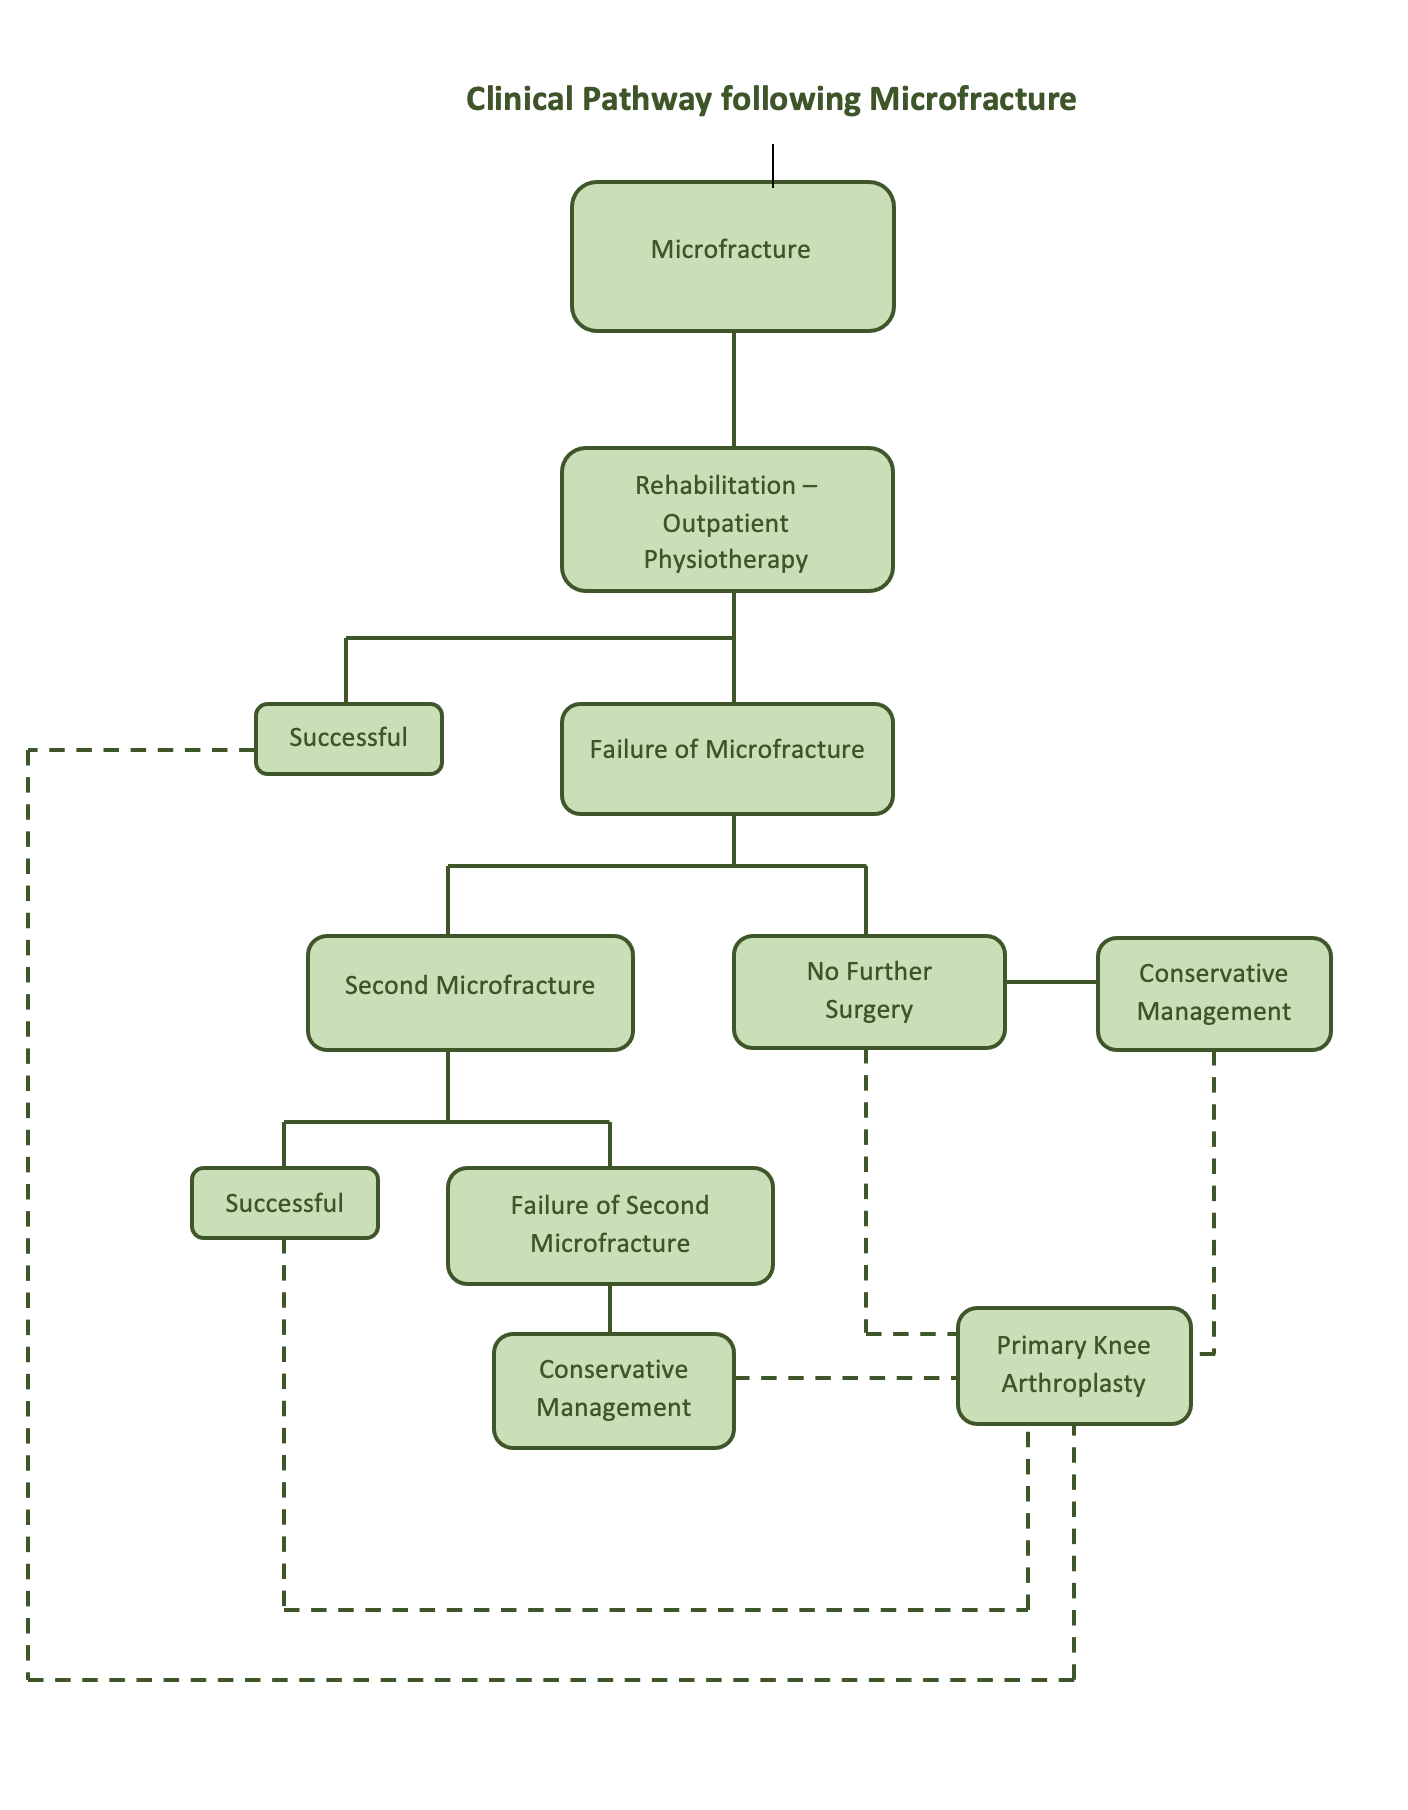 Clinical Pathway following Microfracture
Microfracture
Rehabilitation –
Outpatient
Physiotherapy
Successful
Failure of Microfracture
Second Microfracture
No Further
Surgery
Conservative
Management
Successful
Failure of Second
Microfracture
Conservative
Management
Primary Knee
Arthroplasty